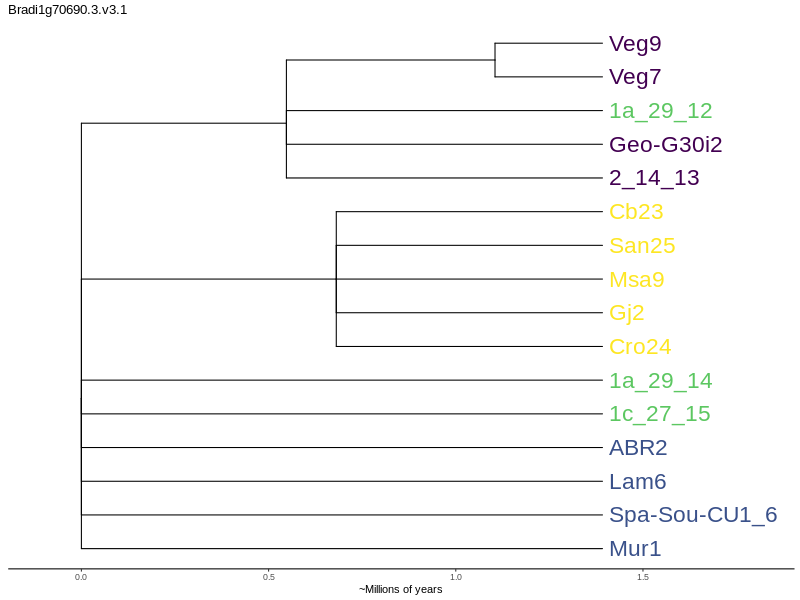 Bradi1g70690.3.v3.1
Veg9
Veg7
1a_29_12
Geo-G30i2
2_14_13
Cb23
San25
Msa9
Gj2
Cro24
1a_29_14
1c_27_15
ABR2
Lam6
Spa-Sou-CU1_6
Mur1
0.0 0.5 1.0 1.5
~Millions of years